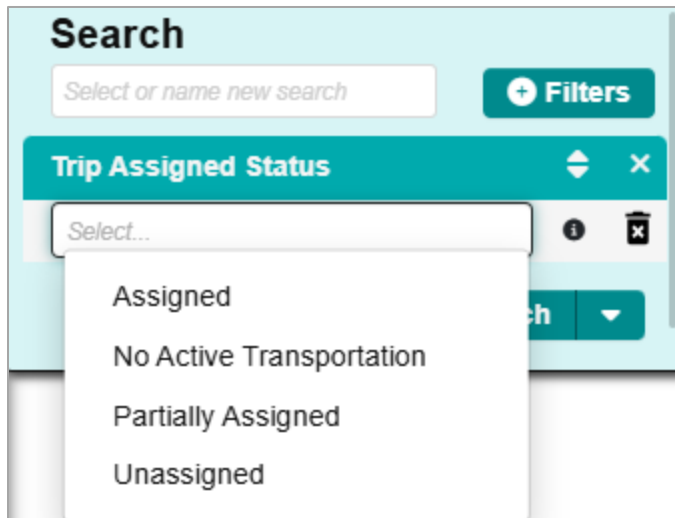 Search
Select or name new search
Filters
Trip Assigned Status
Select...
Assigned
No Active Transportation
Partially Assigned
Unassigned